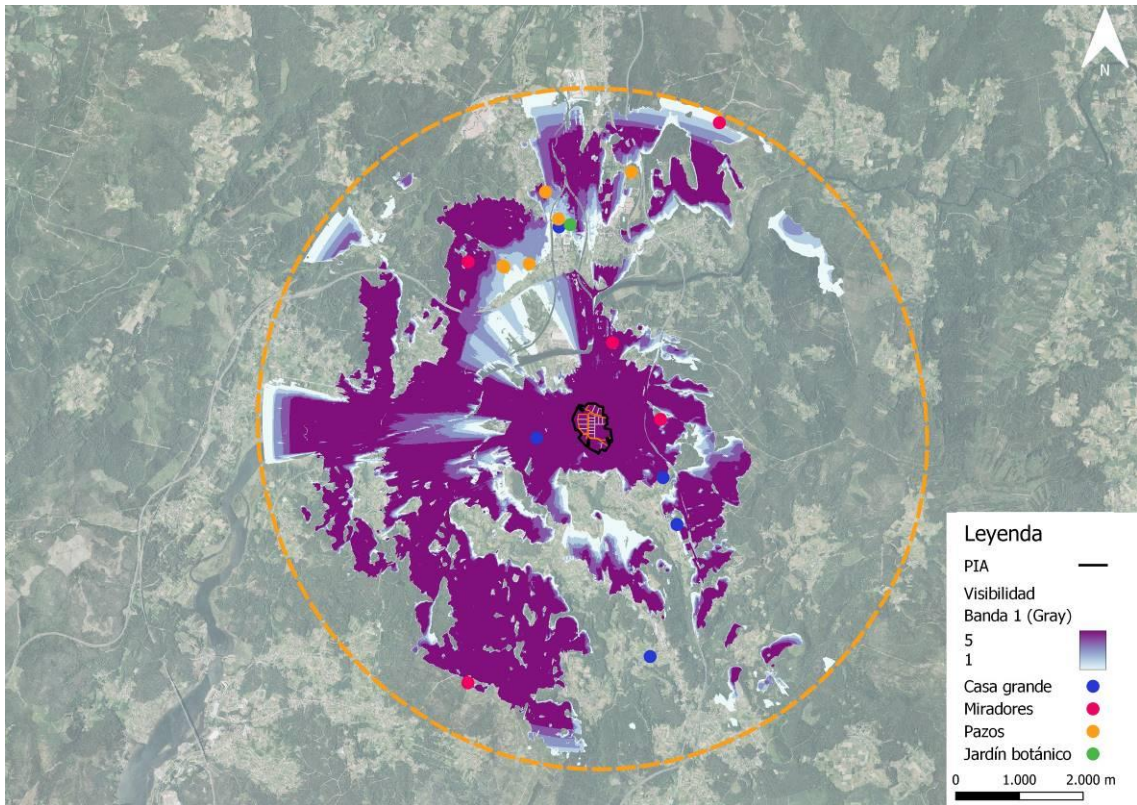 N
Leyenda
PIA
Visibilidad
Banda 1 (Gray)
5
1
Casa grande
Miradores
Pazos
Jardín botánico
0 1.000 2.000 m